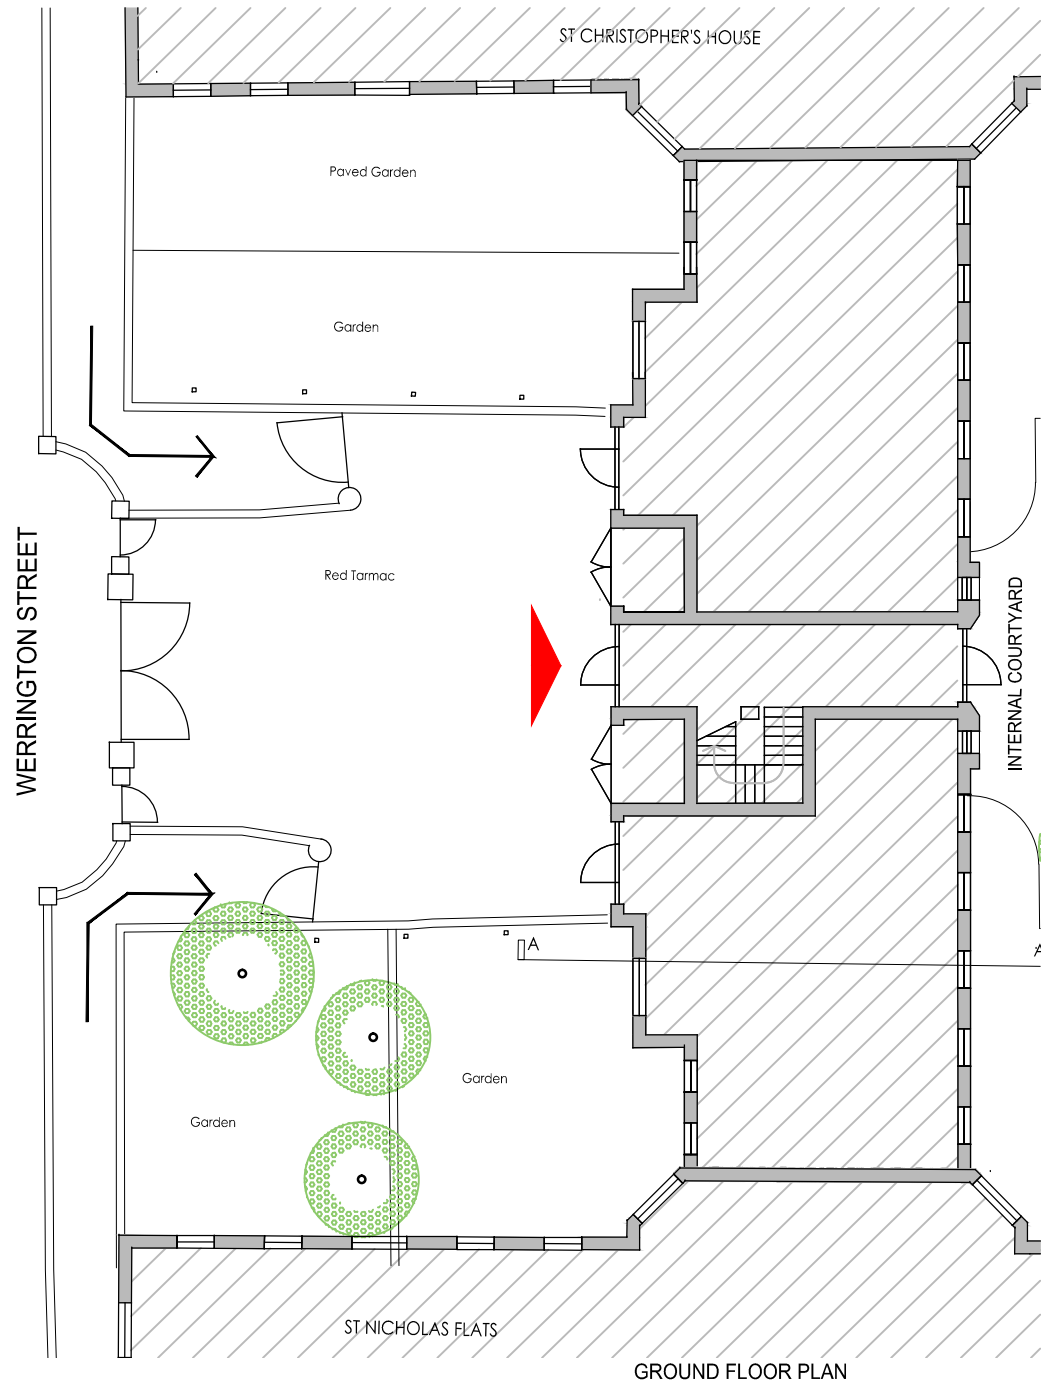 ST CHRISTOPHER'S HOUSE
Paved Garden
Garden
Red Tarmac
WERRINGTON STREET
INTERNAL COURTYARD
A
A
Garden
Garden
ST NICHOLAS FLATS
GROUND FLOOR PLAN